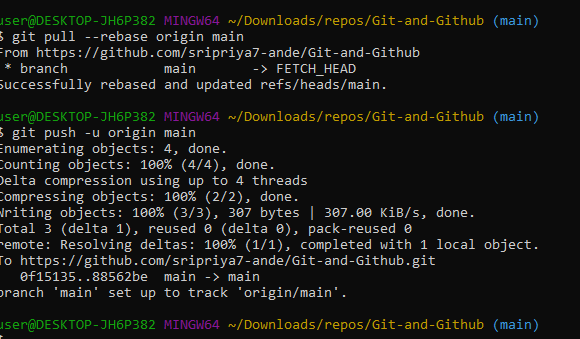 user@DESKTOP-JH6P382 MINGW64 ~/Downloads/repos/Git-and-Github (main)
$ git pull --rebase origin main
From https://github.com/sripriya7-ande/Git-and-Github
 * branch            main       -> FETCH_HEAD
Successfully rebased and updated refs/heads/main.
user@DESKTOP-JH6P382 MINGW64 ~/Downloads/repos/Git-and-Github (main)
$ git push -u origin main
Enumerating objects: 4, done.
Counting objects: 100% (4/4), done.
Delta compression using up to 4 threads
Compressing objects: 100% (2/2), done.
Writing objects: 100% (3/3), 307 bytes | 307.00 KiB/s, done.
Total 3 (delta 1), reused 0 (delta 0), pack-reused 0
remote: Resolving deltas: 100% (1/1), completed with 1 local object.
To https://github.com/sripriya7-ande/Git-and-Github.git
   0f15135..88562be  main -> main
branch 'main' set up to track 'origin/main'.
user@DESKTOP-JH6P382 MINGW64 ~/Downloads/repos/Git-and-Github (main)